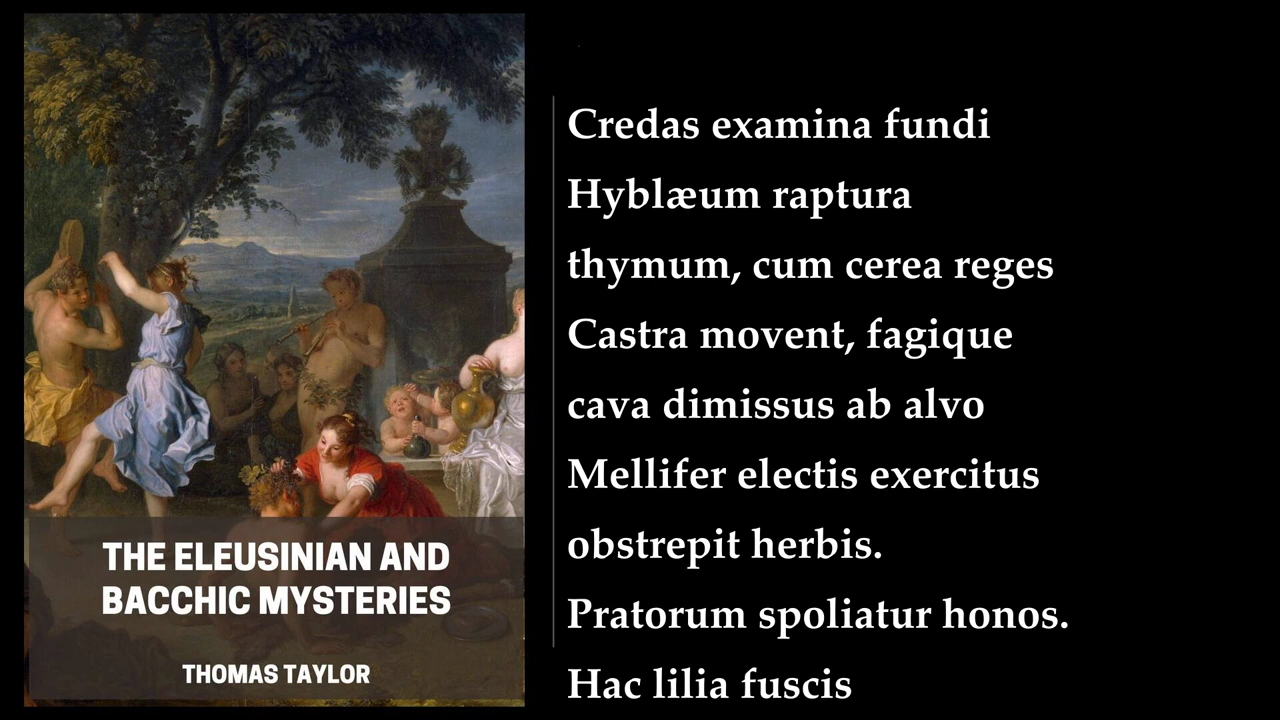 THE ELEUSINIAN AND
BACCHIC MYSTERIES
THOMAS TAYLOR
Credas examina fundi
Hyblæum raptura
thymum, cum cerea reges
Castra movent, fagique
cava dimissus ab alvo
Mellifer electis exercitus
obstrepit herbis.
Pratorum spoliatur honos.
Hac lilia fuscis